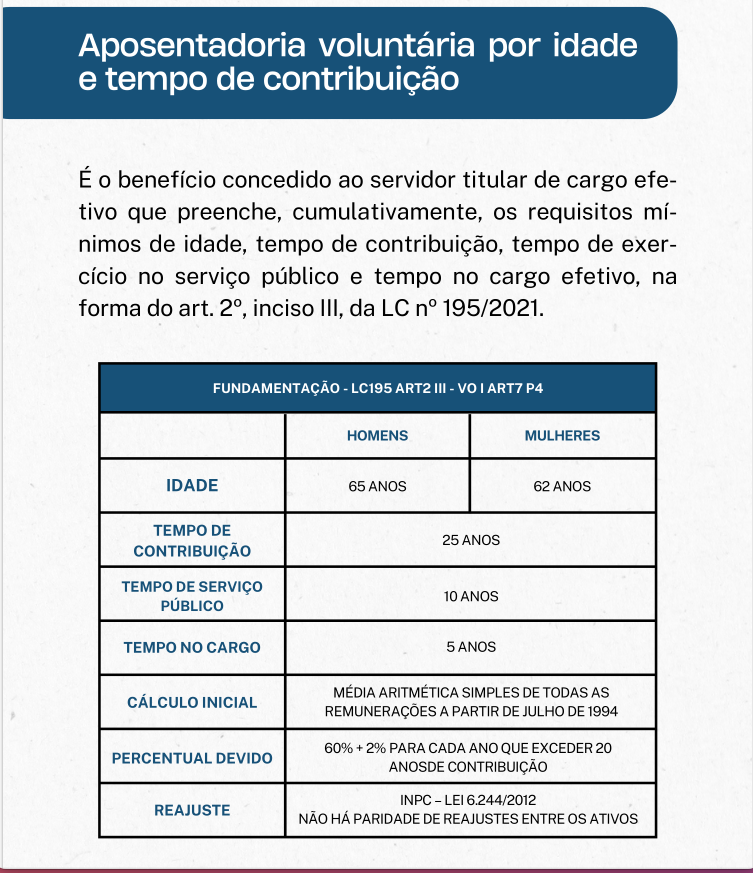 Aposentadoria voluntária por idade
e tempo de contribuição
É o benefício concedido ao servidor titular de cargo efe-
tivo que preenche, cumulativamente, os requisitos mí-
nimos de idade, tempo de contribuição, tempo de exer-
cício no serviço público e tempo no cargo efetivo, na
forma do art. 2º, inciso III, da LC nº 195/2021.
FUNDAMENTAÇÃO - LC195 ART2 III - VO I ART7 P4
HOMENS MULHERES
IDADE 65 ANOS 62 ANOS
TEMPO DE
CONTRIBUIÇÃO
25 ANOS
TEMPO DE SERVIÇO
PÚBLICO
10 ANOS
TEMPO NO CARGO 5 ANOS
CÁLCULO INICIAL
MÉDIA ARITMÉTICA SIMPLES DE TODAS AS
REMUNERAÇÕES A PARTIR DE JULHO DE 1994
PERCENTUAL DEVIDO
60% + 2% PARA CADA ANO QUE EXCEDER 20
ANOSDE CONTRIBUIÇÃO
REAJUSTE
INPC – LEI 6.244/2012
NÃO HÁ PARIDADE DE REAJUSTES ENTRE OS ATIVOS